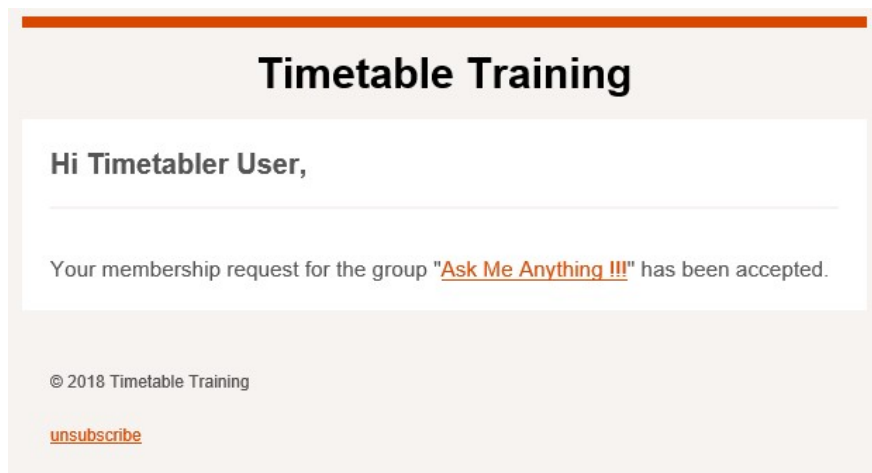 Timetable Training
Hi Timetabler User,
Your membership request for the group "Ask Me Anything !!!" has been accepted.
© 2018 Timetable Training
unsubscribe